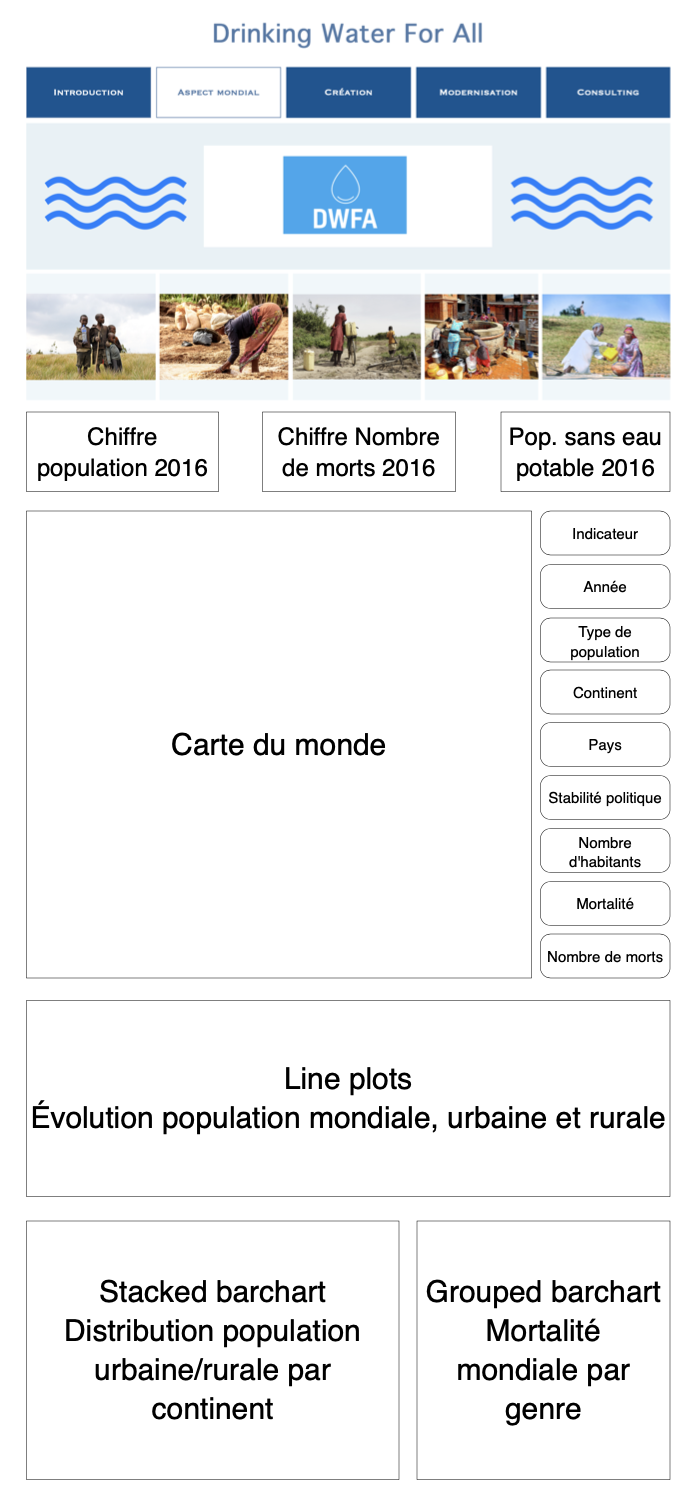 Drinking Water For All
Introduction
Aspect mondial
Création
Modernisation
Consulting
DWFA
Chiffre
population 2016
Chiffre Nombre
de morts 2016
Pop. sans eau
potable 2016
Carte du monde
Indicateur
Année
Type de
population
Continent
Pays
Stabilité politique
Nombre
d'habitants
Mortalité
Nombre de morts
Line plots
Évolution population mondiale, urbaine et rurale
Stacked barchart
Distribution population
urbaine/rurale par
continent
Grouped barchart
Mortalité
mondiale par
genre